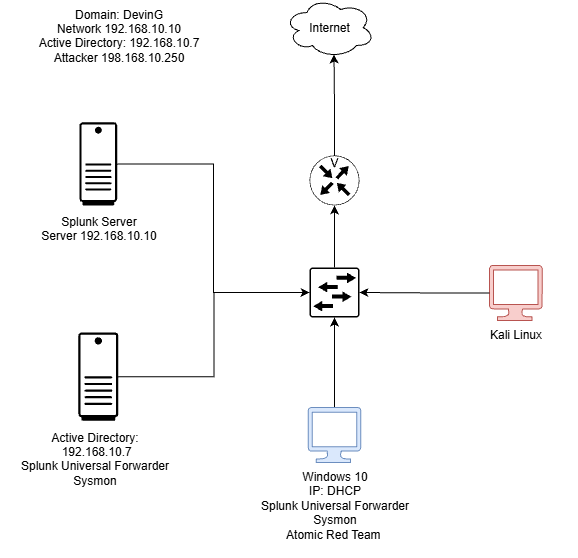 Domain: DevinG
Network 192.168.10.10
Active Directory: 192.168.10.7
Attacker 198.168.10.250
Internet
V
Splunk Server
Server 192.168.10.10
Kali Linux
Active Directory:
192.168.10.7
Splunk Universal Forwarder
Sysmon
Windows 10
IP: DHCP
Splunk Universal Forwarder
Sysmon
Atomic Red Team